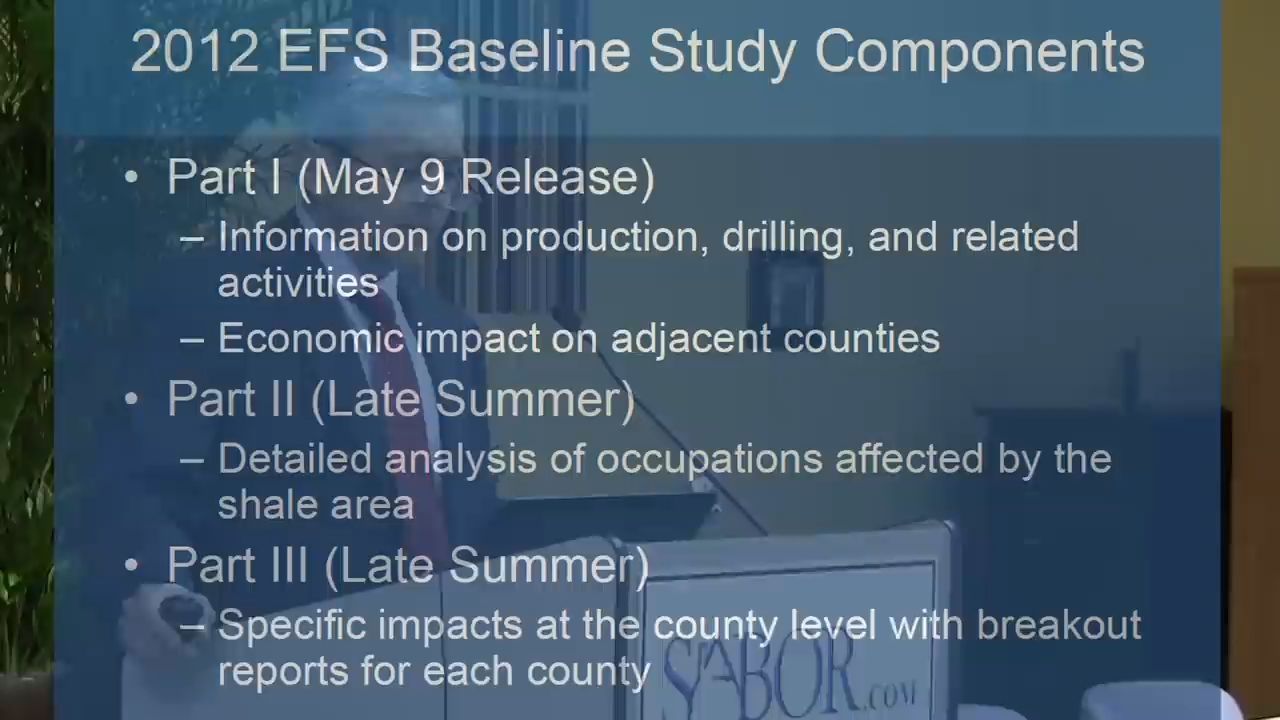 2012 EFS Baseline Study Components
• Part I (May 9 Release)
– Information on production, drilling, and related
activities
– Economic impact on adjacent counties
• Part II (Late Summer)
– Detailed analysis of occupations affected by the
shale area
• Part III (Late Summer)
– Specific impacts at the county level with breakout
reports for each county
SABOR.COM